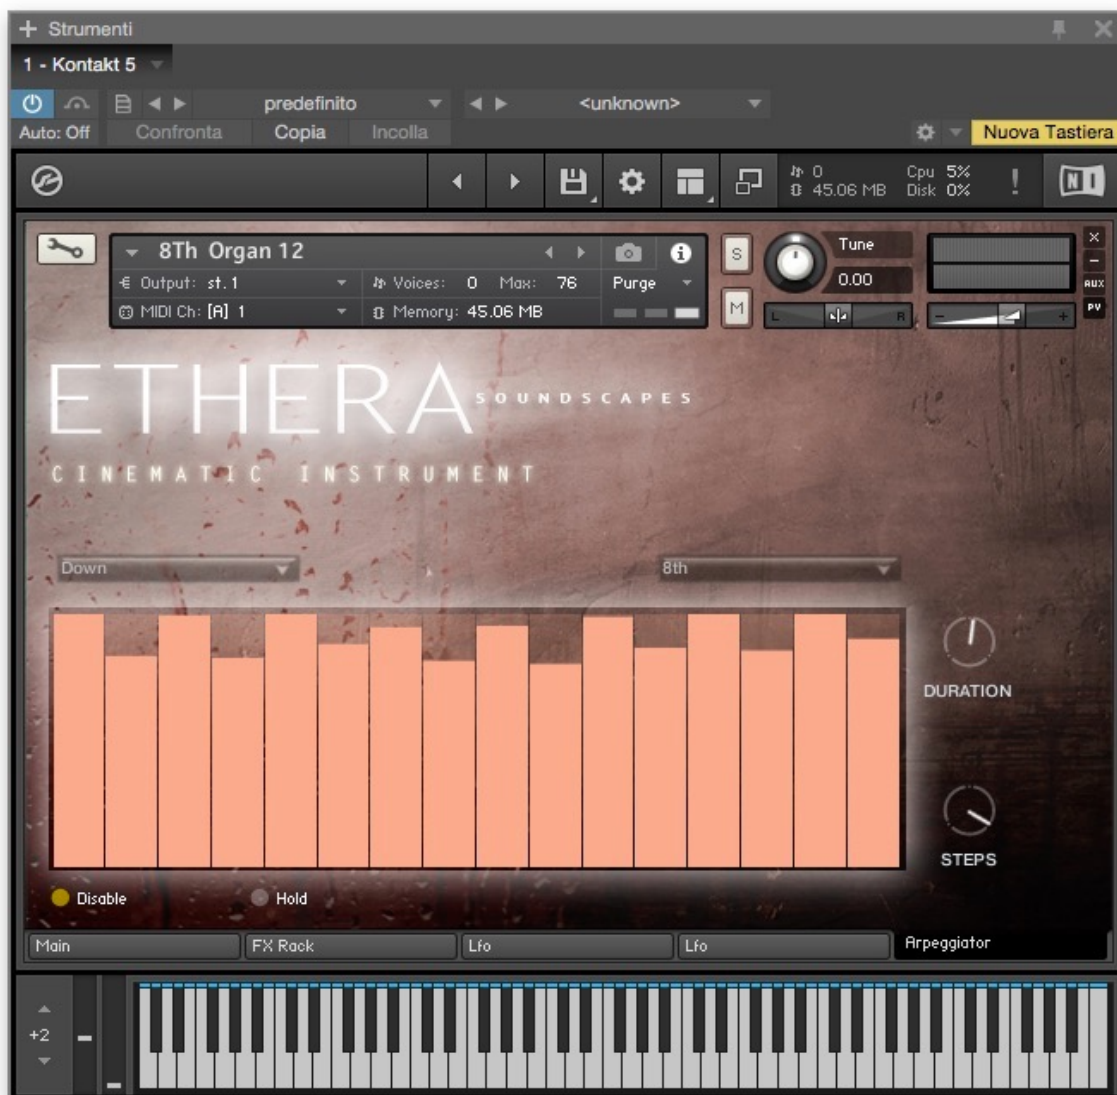 Strumenti
1 - Kontakt 5
predefinito <unknown>
Auto: Off Confronta Copia Incolla Nuova Tastiera
0 Cpu 5%
45.06 MB Disk 0% ! NI
8Th Organ 12 i S Tune X
Output: st. 1 Voices: 0 Max: 76 Purge 0.00 AUX
MIDI Ch: [A] 1 Memory: 45.06 MB M L R - + PV
ETHERA SOUNDSCAPES
CINEMATIC INSTRUMENT
Down 8th
DURATION
STEPS
Disable Hold
Main FX Rack Lfo Lfo Arpeggiator
+2